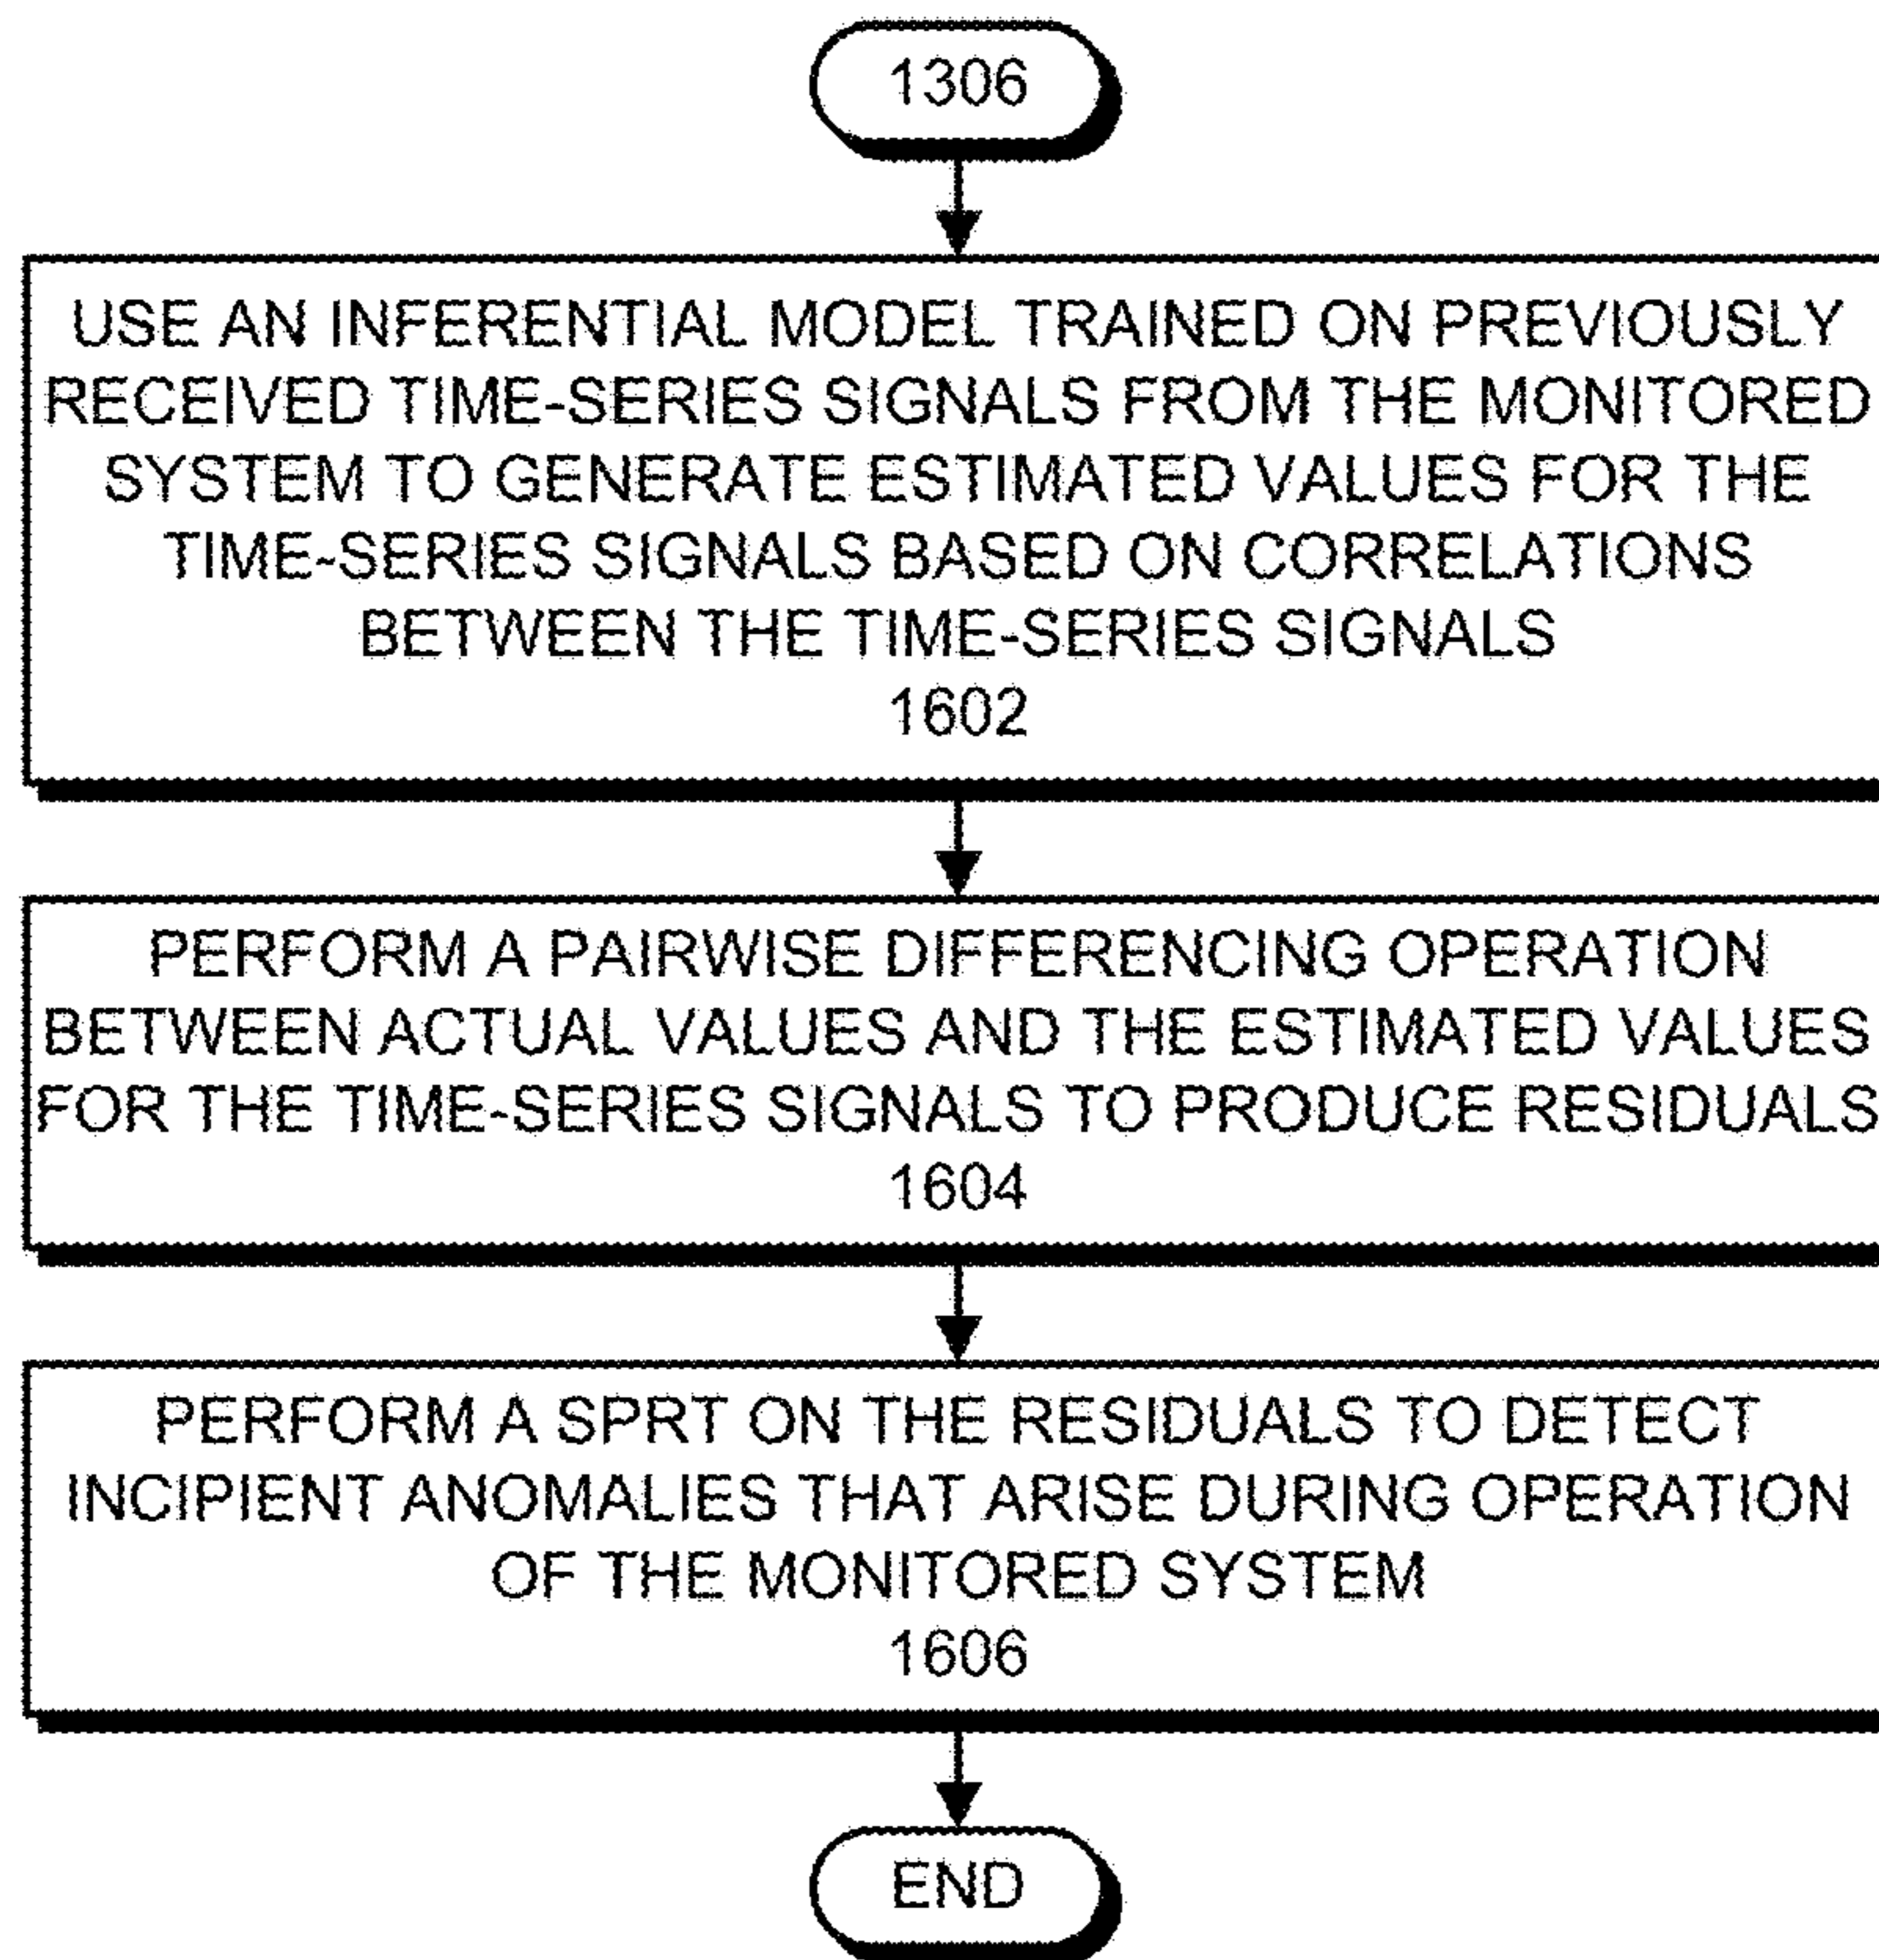 1306
USE AN INFERENTIAL MODEL TRAINED ON PREVIOUSLY
RECEIVED TIME-SERIES SIGNALS FROM THE MONITORED
SYSTEM TO GENERATE ESTIMATED VALUES FOR THE
TIME-SERIES SIGNALS BASED ON CORRELATIONS
BETWEEN THE TIME-SERIES SIGNALS
1602
PERFORM A PAIRWISE DIFFERENCING OPERATION
BETWEEN ACTUAL VALUES AND THE ESTIMATED VALUES
FOR THE TIME-SERIES SIGNALS TO PRODUCE RESIDUALS
1604
PERFORM A SPRT ON THE RESIDUALS TO DETECT
INCIPIENT ANOMALIES THAT ARISE DURING OPERATION
OF THE MONITORED SYSTEM
1606
END